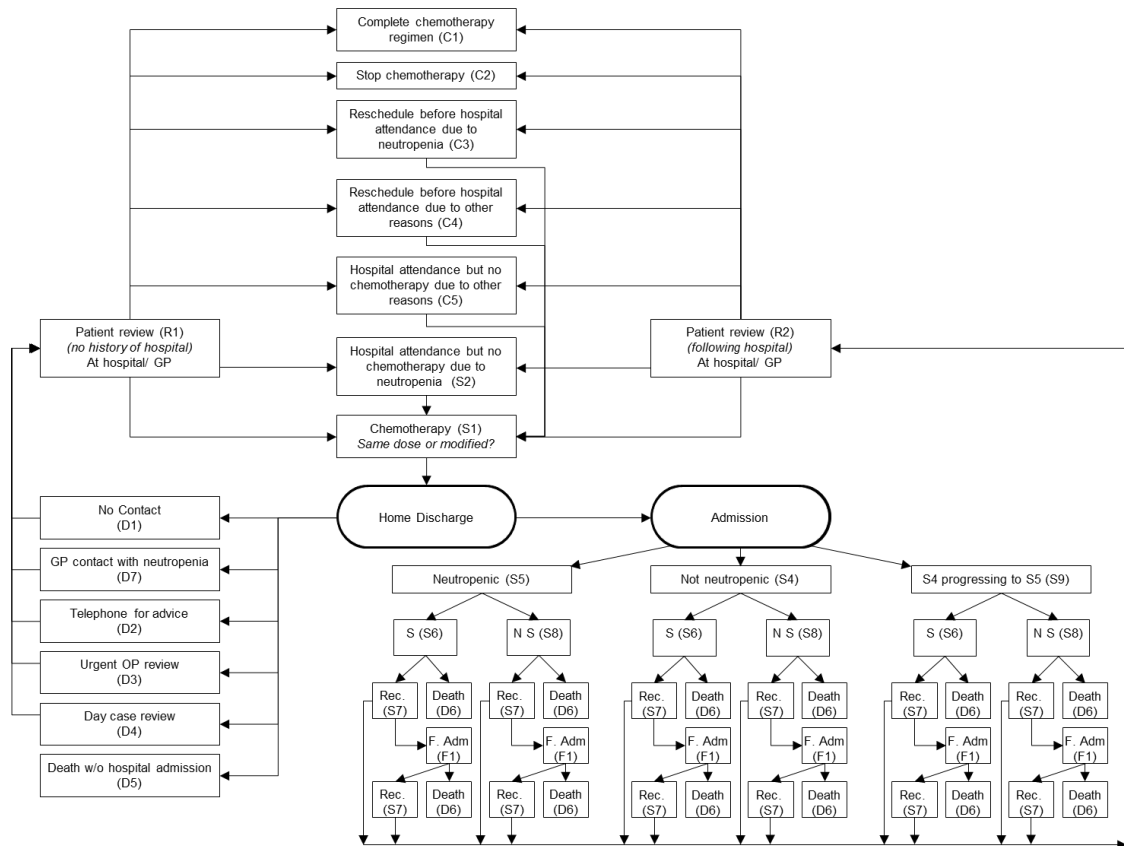 Complete chemotherapy
regimen (C1)
Stop chemotherapy (C2)
Reschedule before hospital
attendance due to
neutropenia (C3)
Reschedule before hospital
attendance due to other
reasons (C4)
Hospital attendance but no
chemotherapy due to other
reasons (C5)
Patient review (R1)
(no history of hospital)
At hospital/ GP
Hospital attendance but no
chemotherapy due to
neutropenia (S2)
Patient review (R2)
(following hospital)
At hospital/ GP
Chemotherapy (S1)
Same dose or modified?
Home Discharge
Admission
No Contact
(D1)
GP contact with neutropenia
(D7)
Telephone for advice
(D2)
Urgent OP review
(D3)
Day case review
(D4)
Death w/o hospital admission
(D5)
Neutropenic (S5)
Not neutropenic (S4)
S4 progressing to S5 (S9)
S (S6)
N S (S8)
S (S6)
N S (S8)
S (S6)
N S (S8)
Rec.
(S7)
Death
(D6)
Rec.
(S7)
Death
(D6)
Rec.
(S7)
Death
(D6)
Rec.
(S7)
Death
(D6)
Rec.
(S7)
Death
(D6)
Rec.
(S7)
Death
(D6)
F. Adm
(F1)
F. Adm
(F1)
F. Adm
(F1)
F. Adm
(F1)
F. Adm
(F1)
F. Adm
(F1)
Rec.
(S7)
Death
(D6)
Rec.
(S7)
Death
(D6)
Rec.
(S7)
Death
(D6)
Rec.
(S7)
Death
(D6)
Rec.
(S7)
Death
(D6)
Rec.
(S7)
Death
(D6)